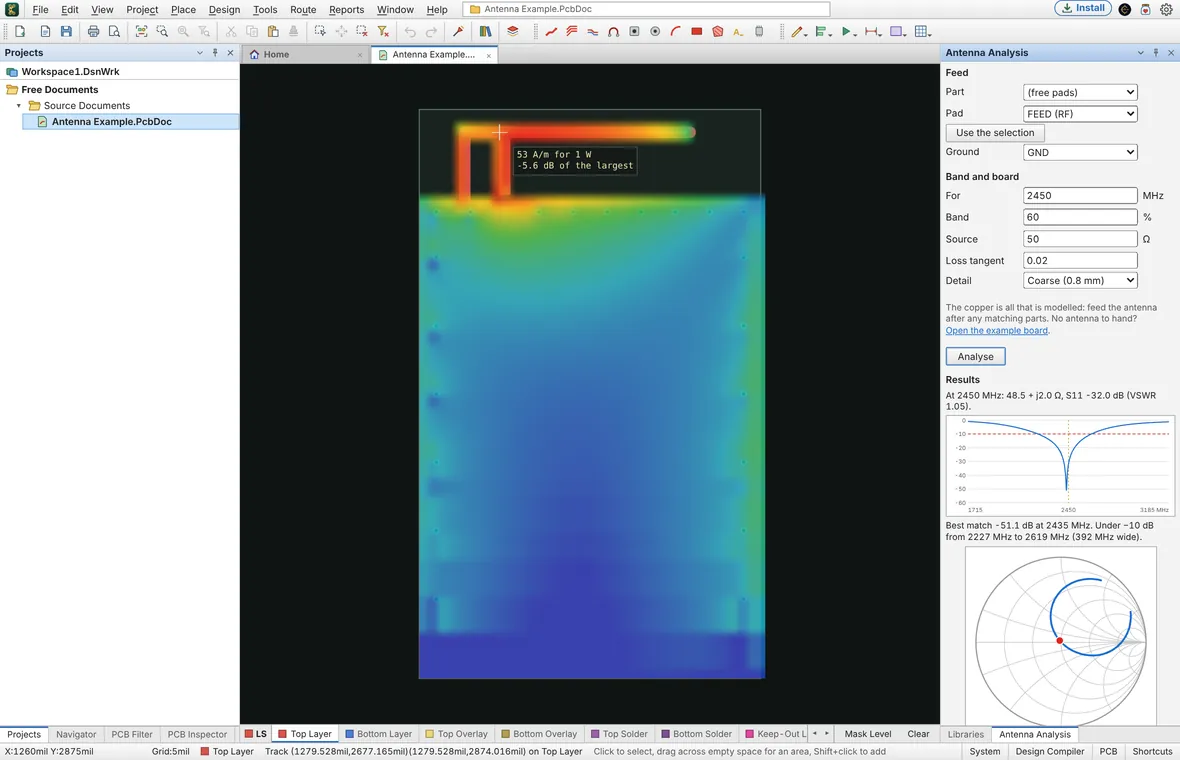 File Edit View Project Place Design Tools Route Reports Window Help Antenna Example.PcbDoc Install
Projects
Home
Antenna Example....
Antenna Analysis
Workspace1.DsnWrk
Free Documents
Source Documents
Antenna Example.PcbDoc
53 A/m for 1 W
-5.6 dB of the largest
Feed
Part (free pads)
Pad FEED (RF)
Use the selection
Ground GND
Band and board
For 2450 MHz
Band 60 %
Source 50 Ω
Loss tangent 0.02
Detail Coarse (0.8 mm)
The copper is all that is modelled: feed the antenna
after any matching parts. No antenna to hand?
Open the example board.
Analyse
Results
At 2450 MHz: 48.5 + j2.0 Ω, S11 -32.0 dB (VSWR
1.05).
0
-10
-20
-30
-40
-50
-60
1715 2450 3185 MHz
Best match -51.1 dB at 2435 MHz. Under −10 dB
from 2227 MHz to 2619 MHz (392 MHz wide).
Projects Navigator PCB Filter PCB Inspector LS Top Layer Bottom Layer Top Overlay Bottom Overlay Top Solder Bottom Solder Keep-Out L Mask Level Clear Libraries Antenna Analysis
X:1260mil Y:2875mil Grid:5mil Top Layer Track (1279.528mil,2677.165mil)(1279.528mil,2874.016mil) on Top Layer Click to select, drag across empty space for an area, Shift+click to add System Design Compiler PCB Shortcuts